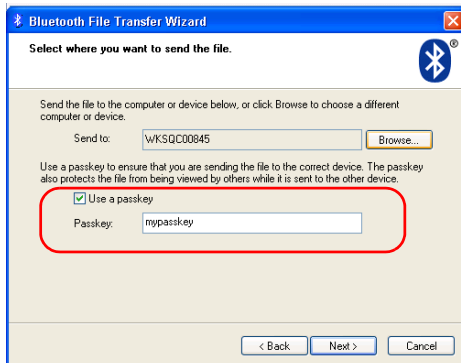 Bluetooth File Transfer Wizard
Select where you want to send the file.
®
Send the file to the computer or device below, or click Browse to choose a different
computer or device.
Send to: WKSQC00845 Browse...
Use a passkey to ensure that you are sending the file to the correct device. The passkey
also protects the file from being viewed by others while it is sent to the other device.
Use a passkey
Passkey: mypasskey
< Back Next > Cancel